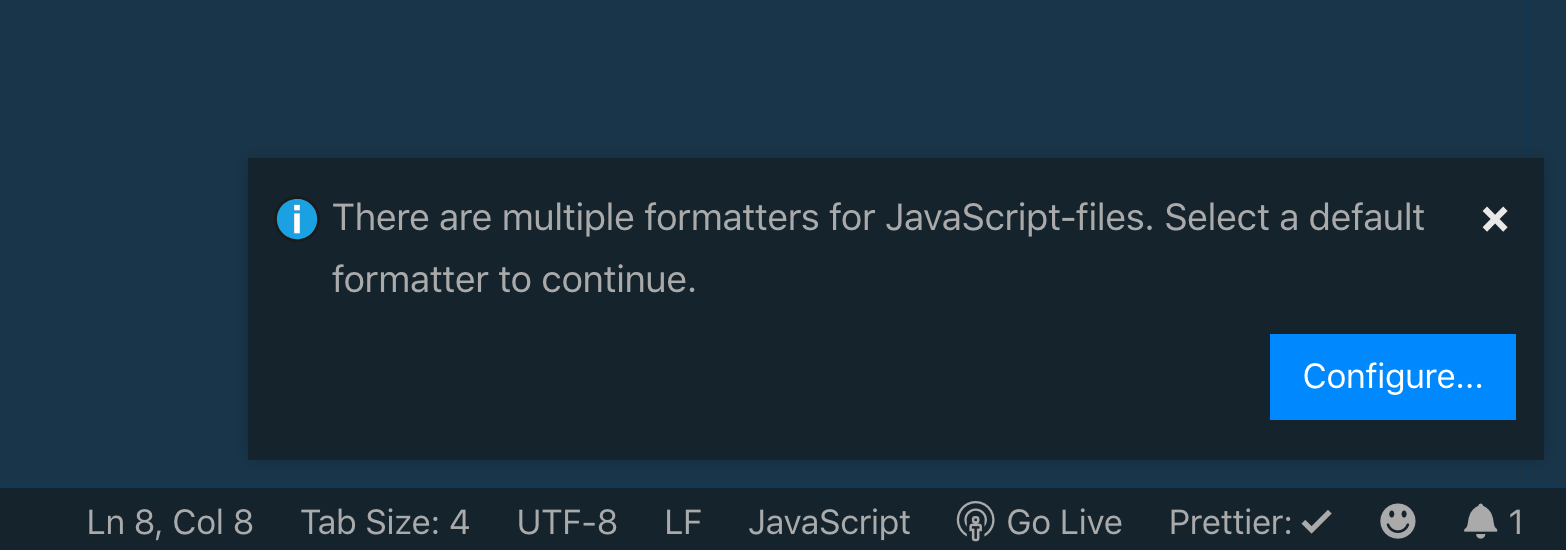 There are multiple formatters for JavaScript-files. Select a default
formatter to continue.
Configure...
Ln 8, Col 8 Tab Size: 4 UTF-8 LF JavaScript Go Live Prettier: ✓ 1